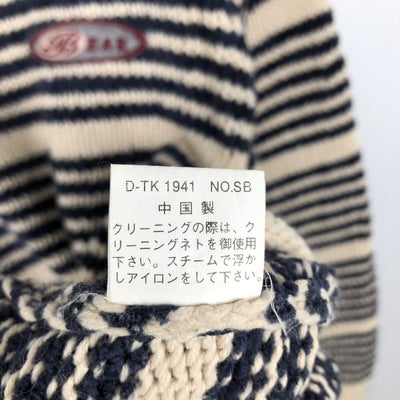 D-TK 1941 NO.SB
中国製
クリーニングの際は、ク
リーニングネトを御使用
下さい。スチームで浮か
しアイロンをして下さい。